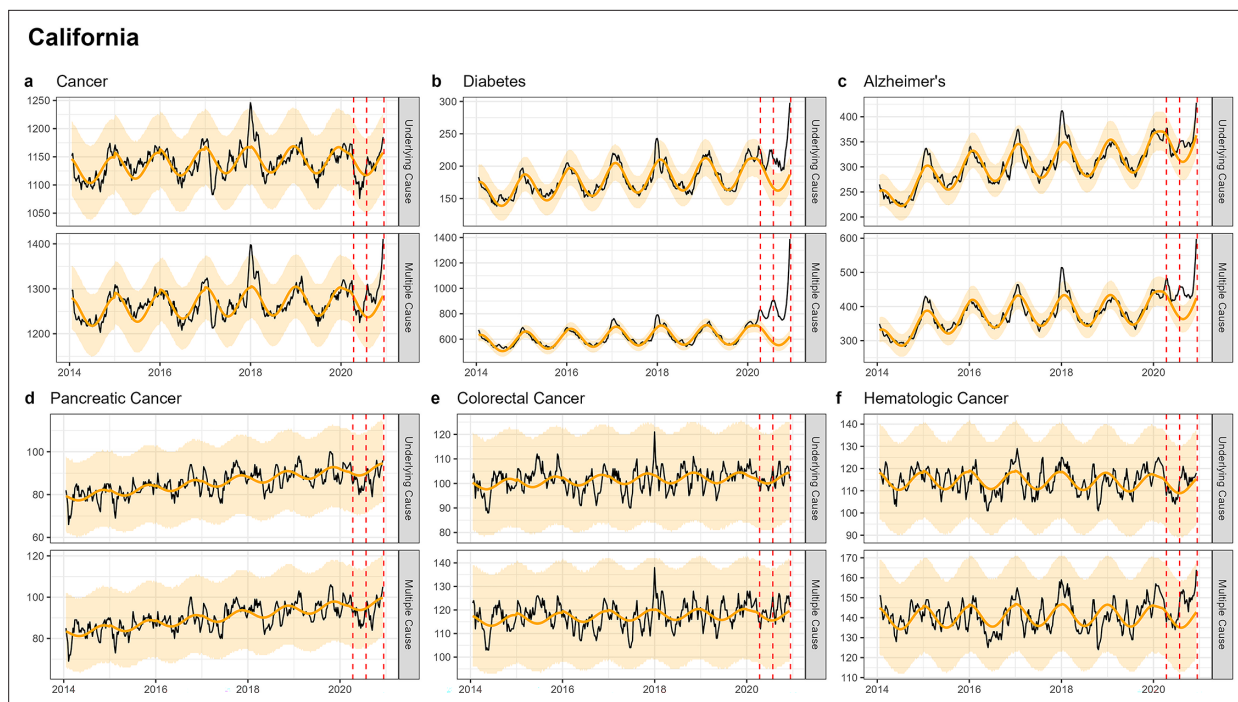 California
a Cancer
1250
1200
1150
1100
1050
Underlying Cause
1400
1300
1200
Multiple Cause
2014 2016 2018 2020
b Diabetes
300
250
200
150
Underlying Cause
1400
1200
1000
800
600
Multiple Cause
2014 2016 2018 2020
c Alzheimer's
400
350
300
250
200
Underlying Cause
600
500
400
300
Multiple Cause
2014 2016 2018 2020
d Pancreatic Cancer
100
80
60
Underlying Cause
120
100
80
Multiple Cause
2014 2016 2018 2020
e Colorectal Cancer
120
110
100
90
80
Underlying Cause
140
130
120
110
100
Multiple Cause
2014 2016 2018 2020
f Hematologic Cancer
140
130
120
110
100
90
Underlying Cause
170
160
150
140
130
120
110
Multiple Cause
2014 2016 2018 2020